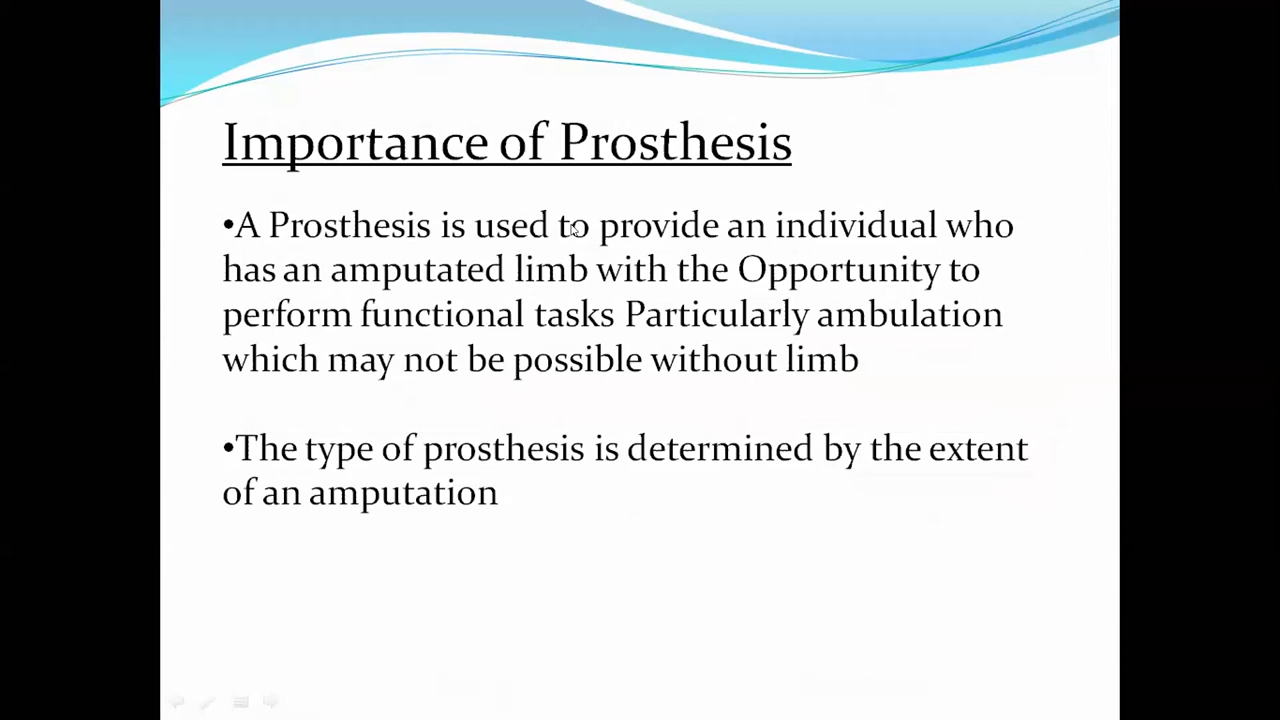 Importance of Prosthesis
•A Prosthesis is used to provide an individual who
has an amputated limb with the Opportunity to
perform functional tasks Particularly ambulation
which may not be possible without limb
•The type of prosthesis is determined by the extent
of an amputation